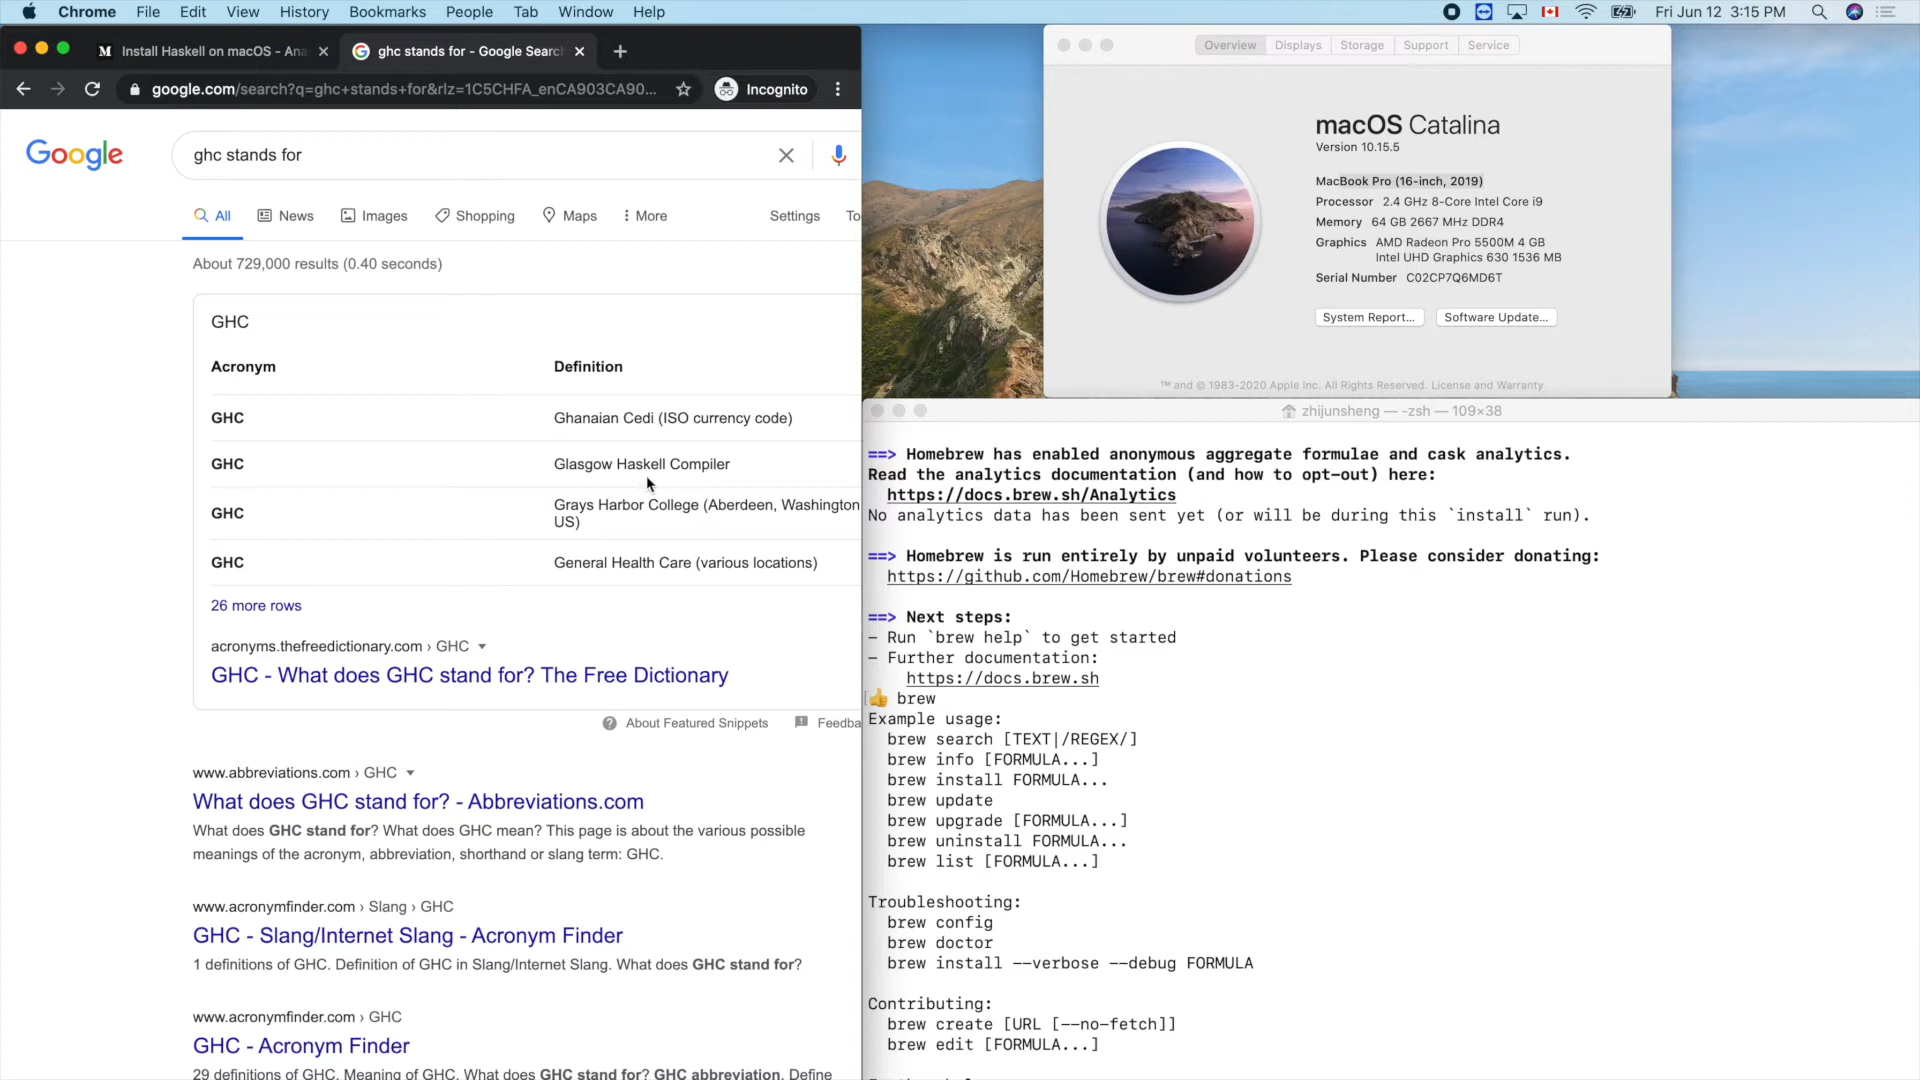 Chrome File Edit View History Bookmarks People Tab Window Help
Fri Jun 12 3:15 PM
M Install Haskell on macOS - Ana
ghc stands for - Google Searc
google.com/search?q=ghc+stands+for&rlz=1C5CHFA_enCA903CA90...
Incognito
Google
ghc stands for
All News Images Shopping Maps More Settings To
About 729,000 results (0.40 seconds)
GHC
Acronym Definition
GHC Ghanaian Cedi (ISO currency code)
GHC Glasgow Haskell Compiler
GHC Grays Harbor College (Aberdeen, Washington
US)
GHC General Health Care (various locations)
26 more rows
acronyms.thefreedictionary.com › GHC
GHC - What does GHC stand for? The Free Dictionary
About Featured Snippets Feedba
www.abbreviations.com › GHC
What does GHC stand for? - Abbreviations.com
What does GHC stand for? What does GHC mean? This page is about the various possible
meanings of the acronym, abbreviation, shorthand or slang term: GHC.
www.acronymfinder.com › Slang › GHC
GHC - Slang/Internet Slang - Acronym Finder
1 definitions of GHC. Definition of GHC in Slang/Internet Slang. What does GHC stand for?
www.acronymfinder.com › GHC
GHC - Acronym Finder
29 definitions of GHC. Meaning of GHC. What does GHC stand for? GHC abbreviation. Define
Overview Displays Storage Support Service
macOS Catalina
Version 10.15.5
MacBook Pro (16-inch, 2019)
Processor 2.4 GHz 8-Core Intel Core i9
Memory 64 GB 2667 MHz DDR4
Graphics AMD Radeon Pro 5500M 4 GB
Intel UHD Graphics 630 1536 MB
Serial Number C02CP7Q6MD6T
System Report... Software Update...
™ and © 1983-2020 Apple Inc. All Rights Reserved. License and Warranty
zhijunsheng — -zsh — 109×38
==> Homebrew has enabled anonymous aggregate formulae and cask analytics.
Read the analytics documentation (and how to opt-out) here:
https://docs.brew.sh/Analytics
No analytics data has been sent yet (or will be during this `install` run).
==> Homebrew is run entirely by unpaid volunteers. Please consider donating:
https://github.com/Homebrew/brew#donations
==> Next steps:
- Run `brew help` to get started
- Further documentation:
https://docs.brew.sh
👍 brew
Example usage:
brew search [TEXT|/REGEX/]
brew info [FORMULA...]
brew install FORMULA...
brew update
brew upgrade [FORMULA...]
brew uninstall FORMULA...
brew list [FORMULA...]
Troubleshooting:
brew config
brew doctor
brew install --verbose --debug FORMULA
Contributing:
brew create [URL [--no-fetch]]
brew edit [FORMULA...]